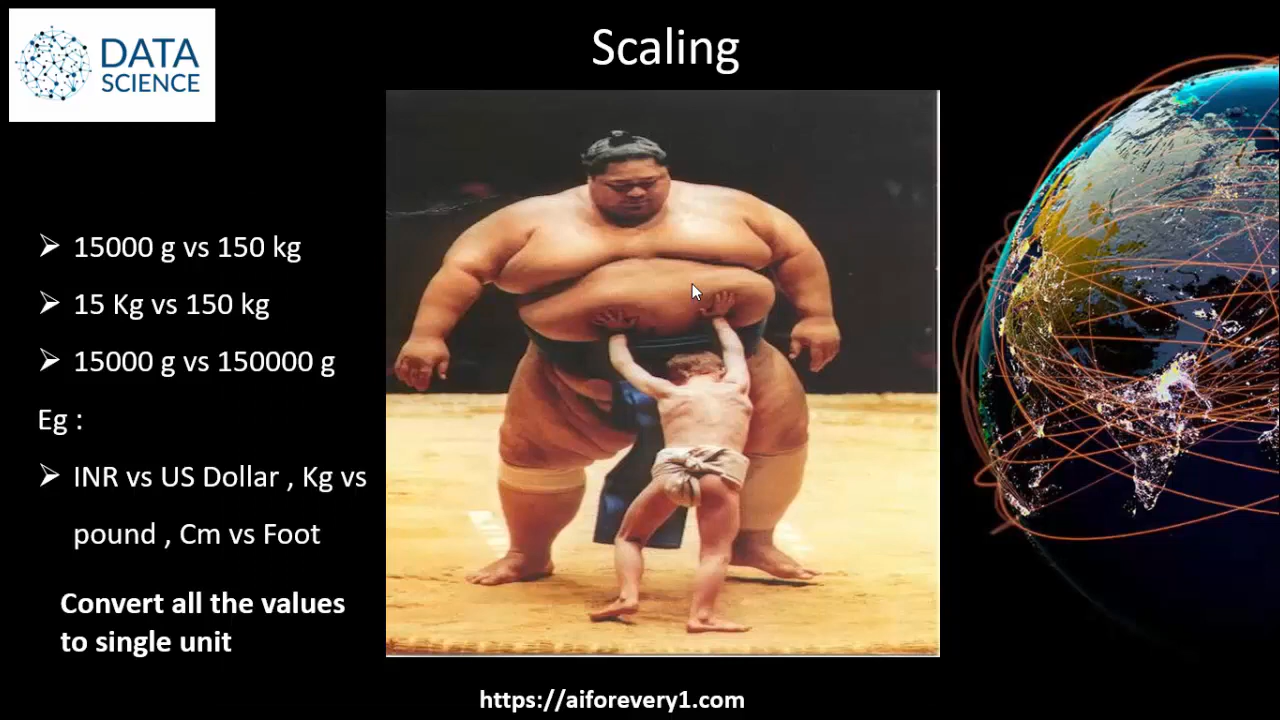 DATA
SCIENCE
Scaling
15000 g vs 150 kg
15 Kg vs 150 kg
15000 g vs 150000 g
Eg :
INR vs US Dollar , Kg vs
pound , Cm vs Foot
Convert all the values
to single unit
https://aiforevery1.com